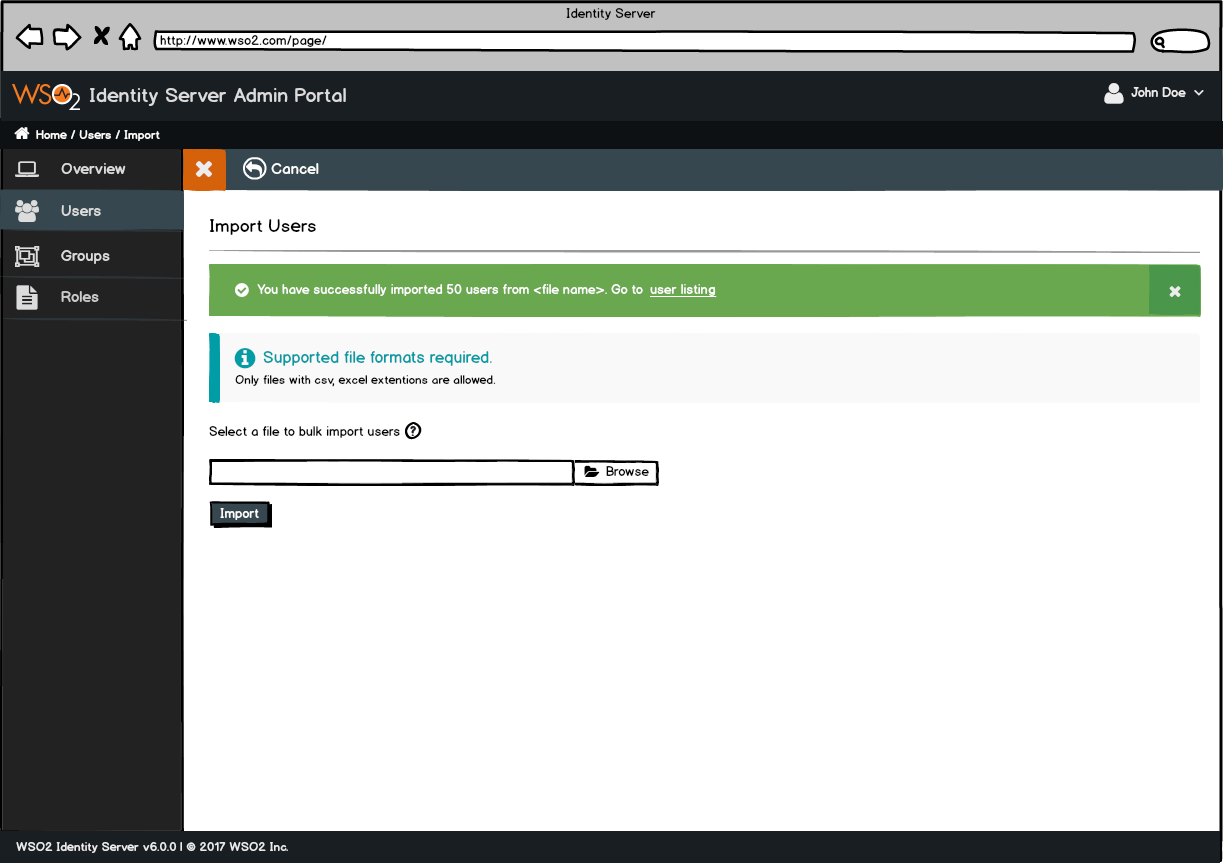 Identity Server
http://www.wso2.com/page/
WSO2 Identity Server Admin Portal
John Doe
Home / Users / Import
Overview
Cancel
Users
Groups
Roles
Import Users
You have successfully imported 50 users from <file name>. Go to user listing
Supported file formats required.
Only files with csv, excel extentions are allowed.
Select a file to bulk import users
Browse
Import
WSO2 Identity Server v6.0.0 | © 2017 WSO2 Inc.